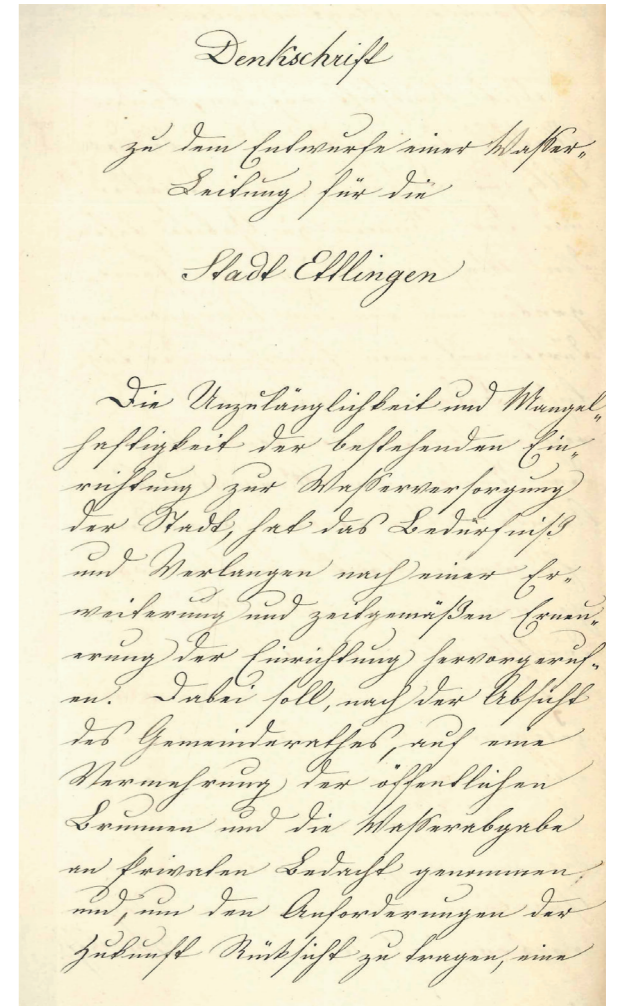 Denkschrift
zu dem Entwurfe einer Wasser„
Leitung für die
Stadt Ettlingen
Die Unzulänglichkeit und Mangel„
haftigkeit der bestehenden Ein„
richtung zur Wasserversorgung
der Stadt, hat das Bedürfniß
und Verlangen nach einer Er„
weiterung und zeitgemäßen Erneu„
erung der Einrichtung hervorgeruf„
en. Dabei soll, nach der Absicht
des Gemeinderathes, auf eine
Vermehrung der öffentlichen
Brunnen und die Wasserabgabe
an Privaten Bedacht genommen
und, um den Anforderungen der
Zukunft Rücksicht zu tragen, eine